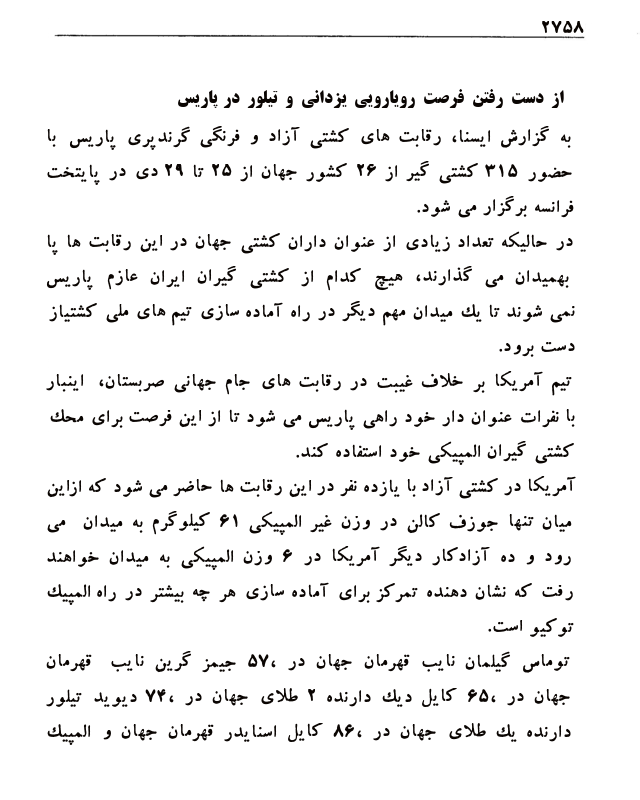 ۲۷۵۸
از دست رفتن فرصت رویارویی یزدانی و تیلور در پاریس
به گزارش ایسنا، رقابت های کشتی آزاد و فرنگی گرندپری پاریس با
حضور ۳۱۵ کشتی گیر از ۲۶ کشور جهان از ۲۵ تا ۲۹ دی در پایتخت
فرانسه برگزار می شود.
در حالیکه تعداد زیادی از عنوان داران کشتی جهان در این رقابت ها پا
بهمیدان می گذارند، هیچ کدام از کشتی گیران ایران عازم پاریس
نمی شوند تا یك میدان مهم دیگر در راه آماده سازی تیم های ملی کشتیاز
دست برود.
تیم آمریکا بر خلاف غیبت در رقابت های جام جهانی صربستان، اینبار
با نفرات عنوان دار خود راهی پاریس می شود تا از این فرصت برای محك
کشتی گیران المپیکی خود استفاده کند.
آمریکا در کشتی آزاد با یازده نفر در این رقابت ها حاضر می شود که ازاین
میان تنها جوزف کالن در وزن غیر المپیکی ۶۱ کیلوگرم به میدان می
رود و ده آزادکار دیگر آمریکا در ۶ وزن المپیکی به میدان خواهند
رفت که نشان دهنده تمرکز برای آماده سازی هر چه بیشتر در راه المپیك
توکیو است.
توماس گیلمان نایب قهرمان جهان در ،۵۷ جیمز گرین نایب قهرمان
جهان در ،۶۵ کایل دیك دارنده ۲ طلای جهان در ،۷۴ دیوید تیلور
دارنده یك طلای جهان در ،۸۶ کایل اسنایدر قهرمان جهان و المپیك